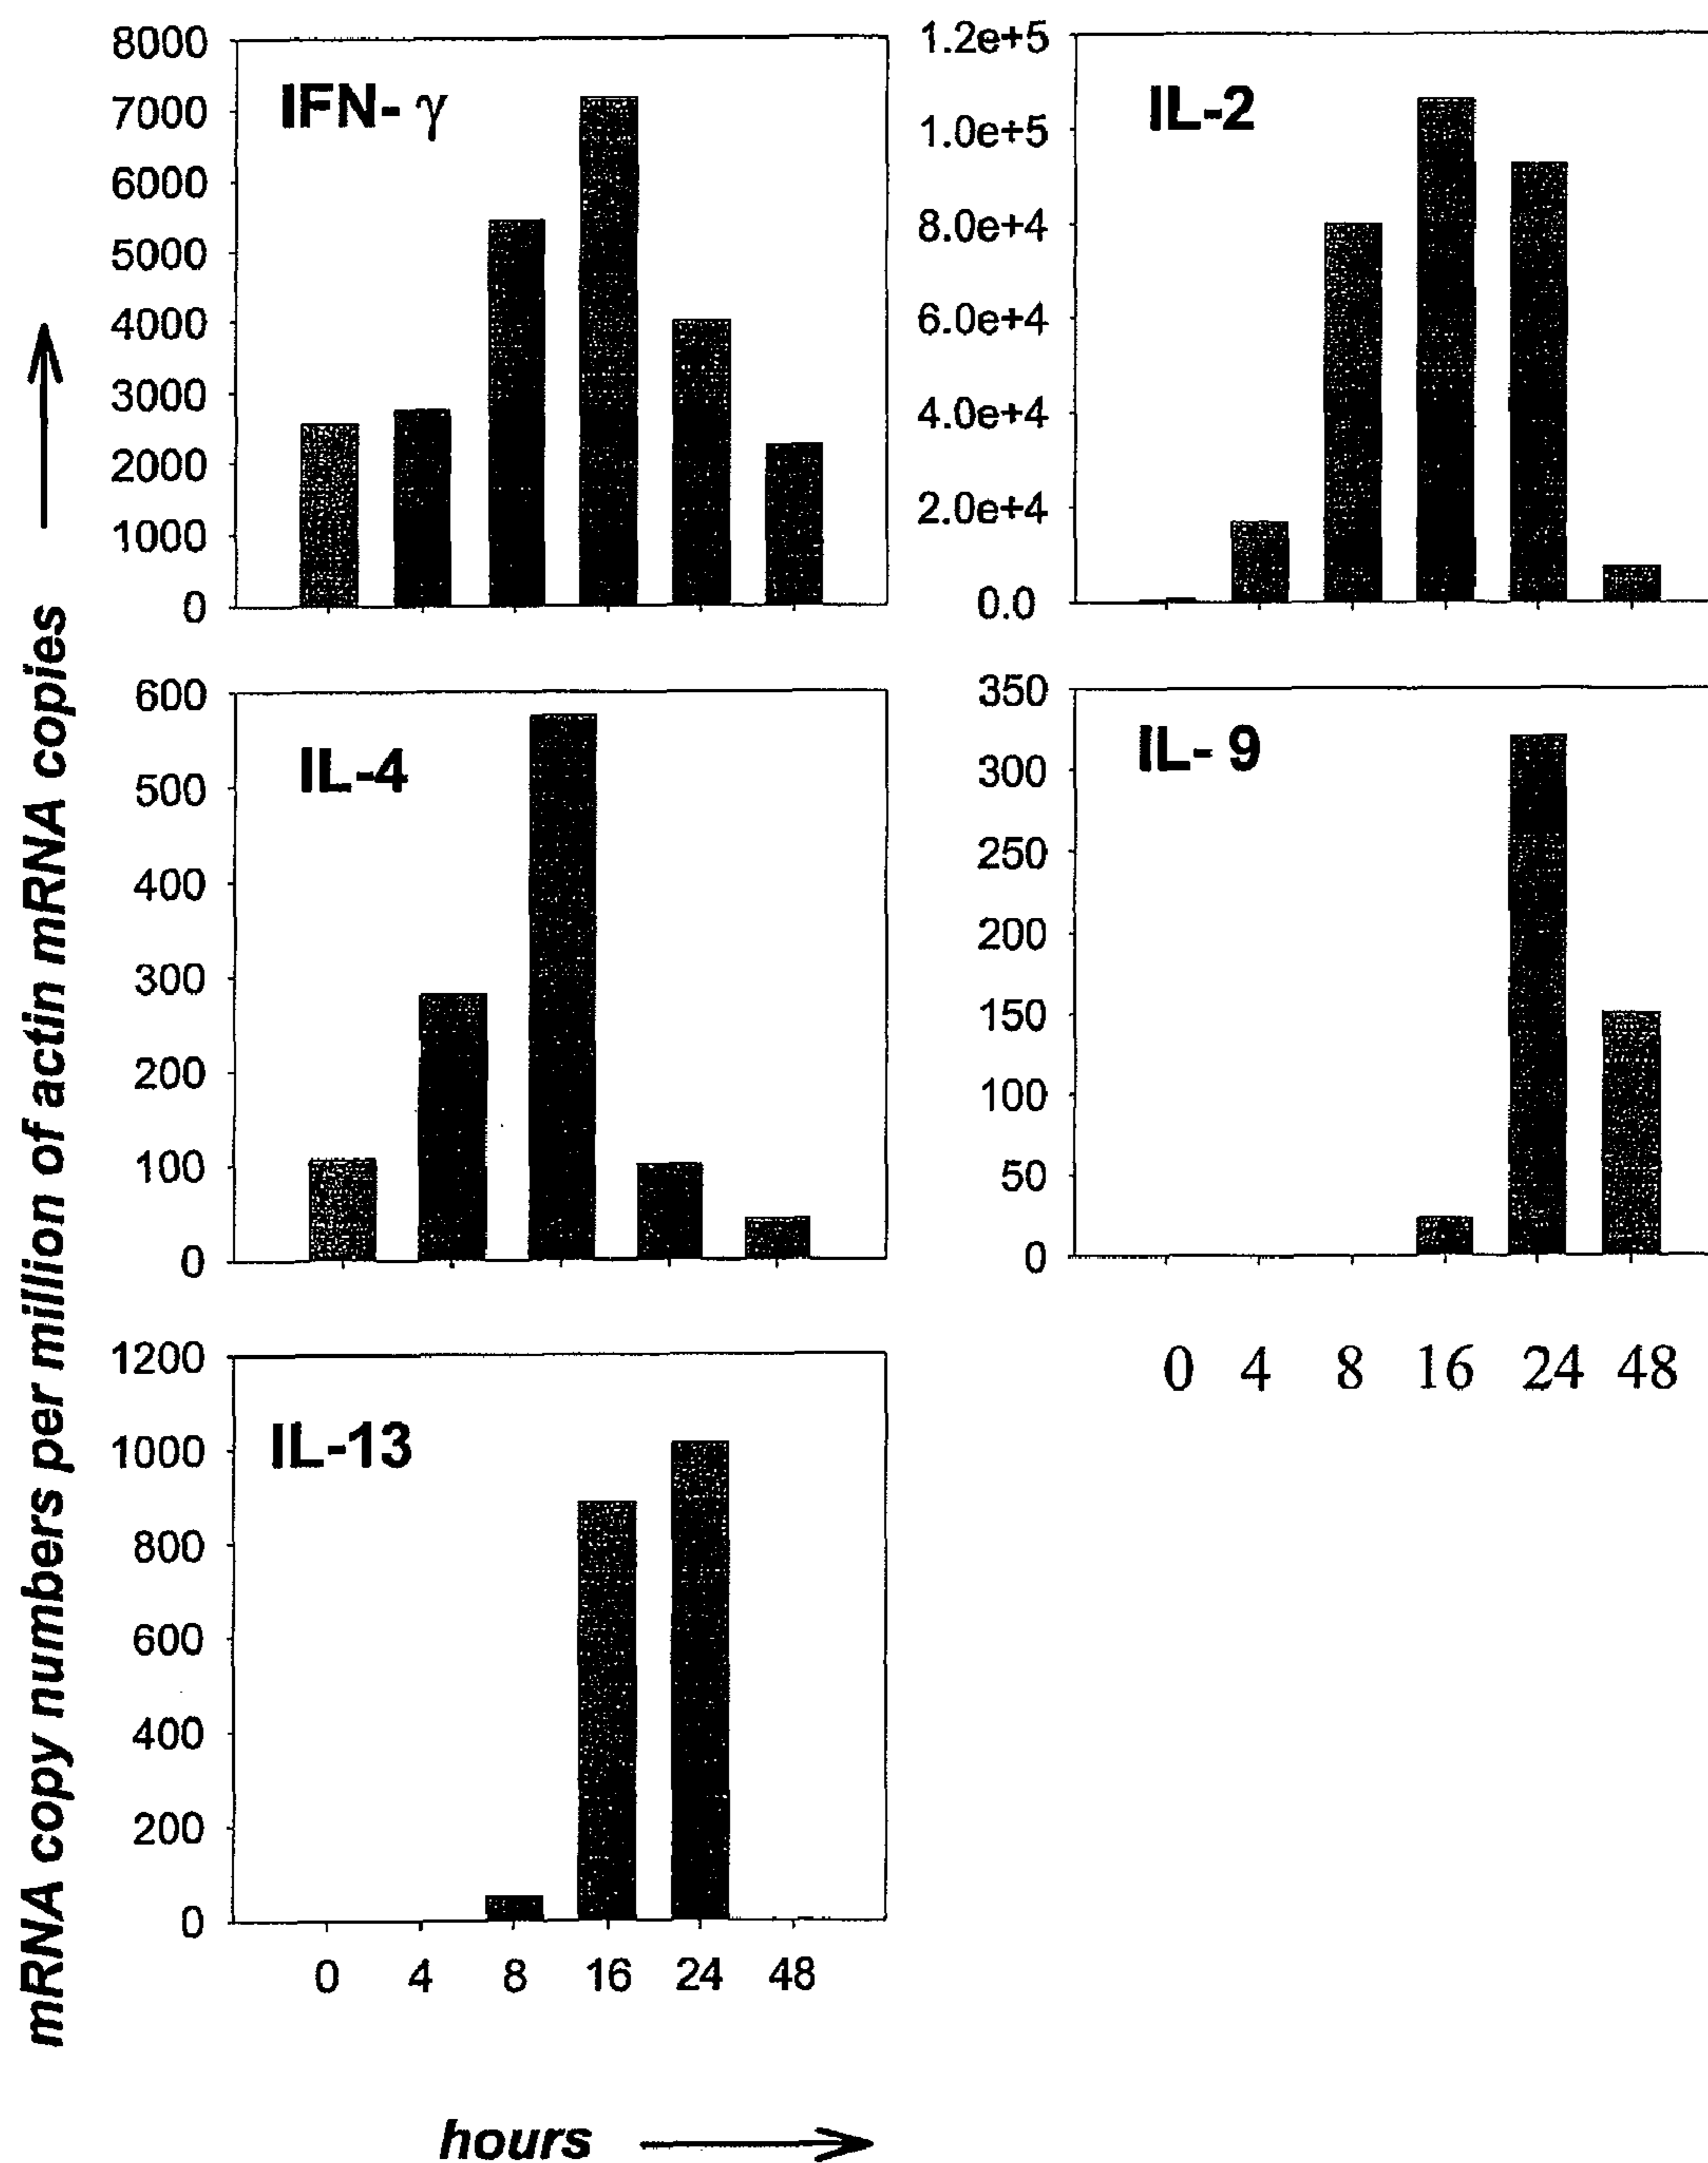 mRNA copy numbers per million of actin mRNA copies
8000
7000
6000
5000
4000
3000
2000
1000
0
IFN- γ
1.2e+5
1.0e+5
8.0e+4
6.0e+4
4.0e+4
2.0e+4
0.0
IL-2
600
500
400
300
200
100
0
IL-4
350
300
250
200
150
100
50
0
IL- 9
0 4 8 16 24 48
1200
1000
800
600
400
200
0
IL-13
0 4 8 16 24 48
hours